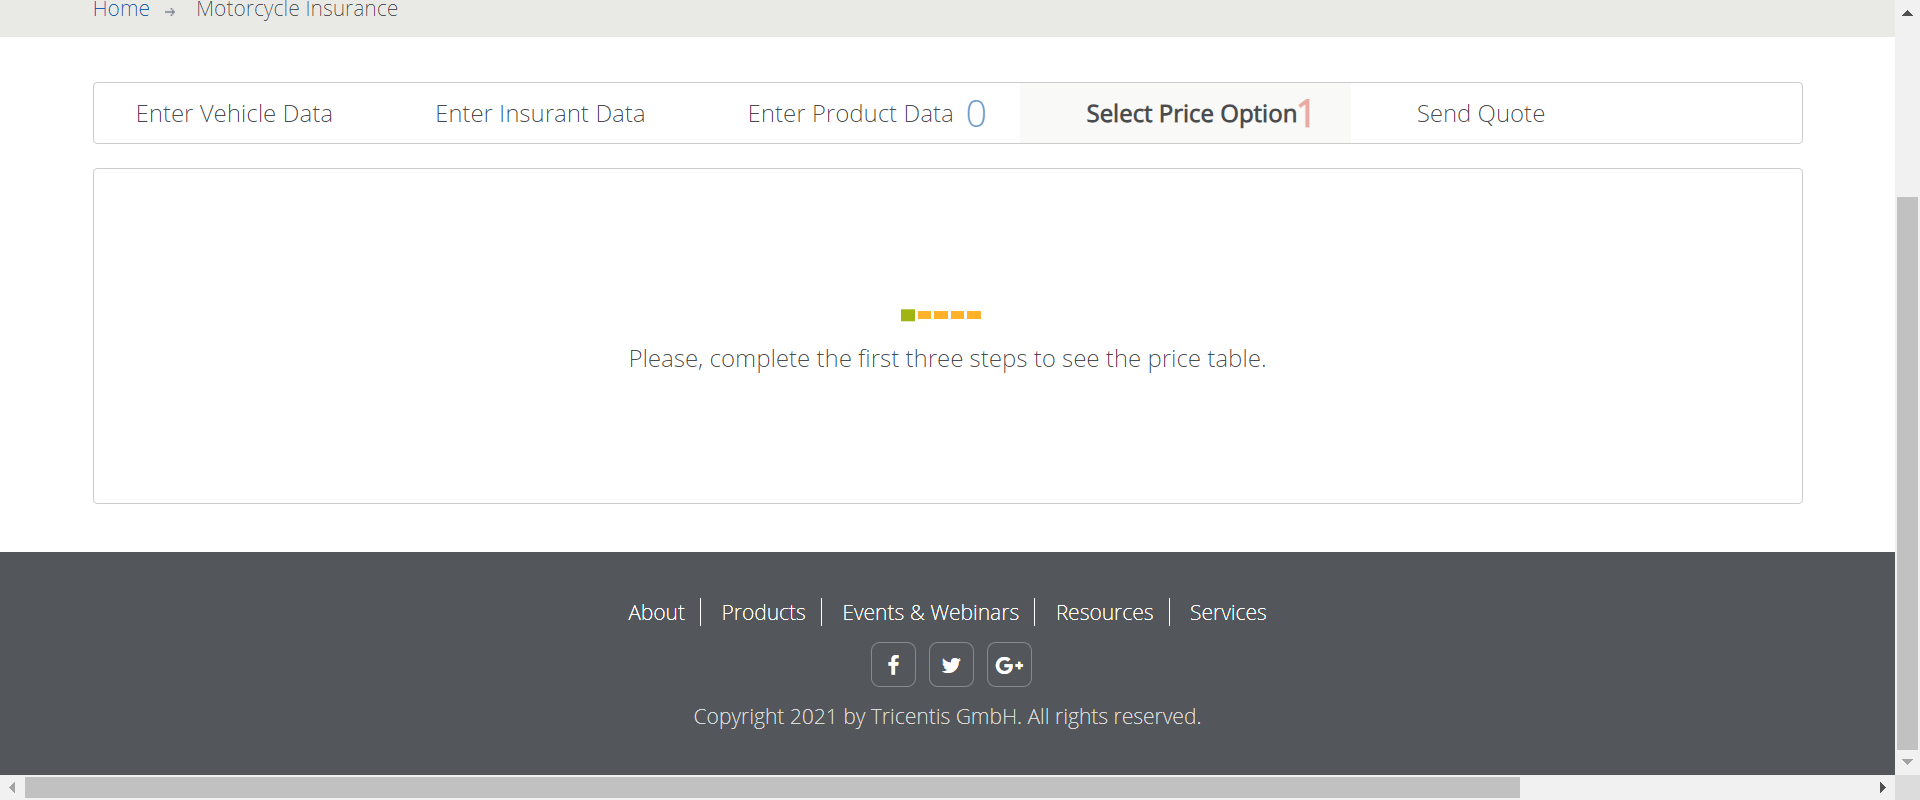 Home → Motorcycle Insurance
Enter Vehicle Data Enter Insurant Data Enter Product Data 0 Select Price Option 1 Send Quote
Please, complete the first three steps to see the price table.
About Products Events & Webinars Resources Services
G+
Copyright 2021 by Tricentis GmbH. All rights reserved.